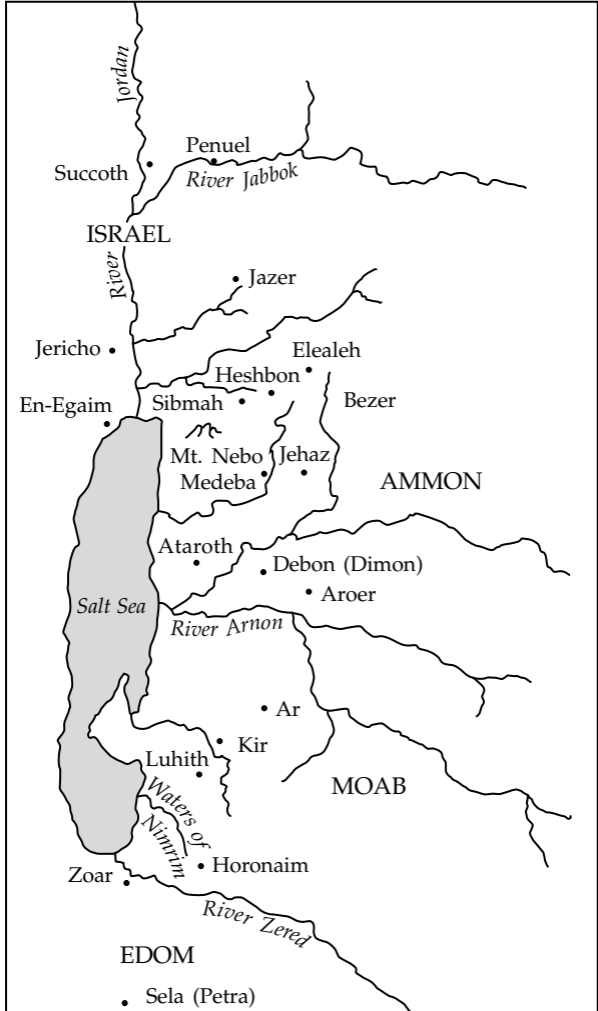 Jordan
Penuel
Succoth
River Jabbok
ISRAEL
River
Jazer
Jericho
Elealeh
Heshbon
En-Egaim
Sibmah
Bezer
Mt. Nebo
Jehaz
Medeba
AMMON
Ataroth
Debon (Dimon)
Aroer
Salt Sea
River Arnon
Ar
Kir
Luhith
MOAB
Waters of
Nimrim
Horonaim
Zoar
River Zered
EDOM
Sela (Petra)